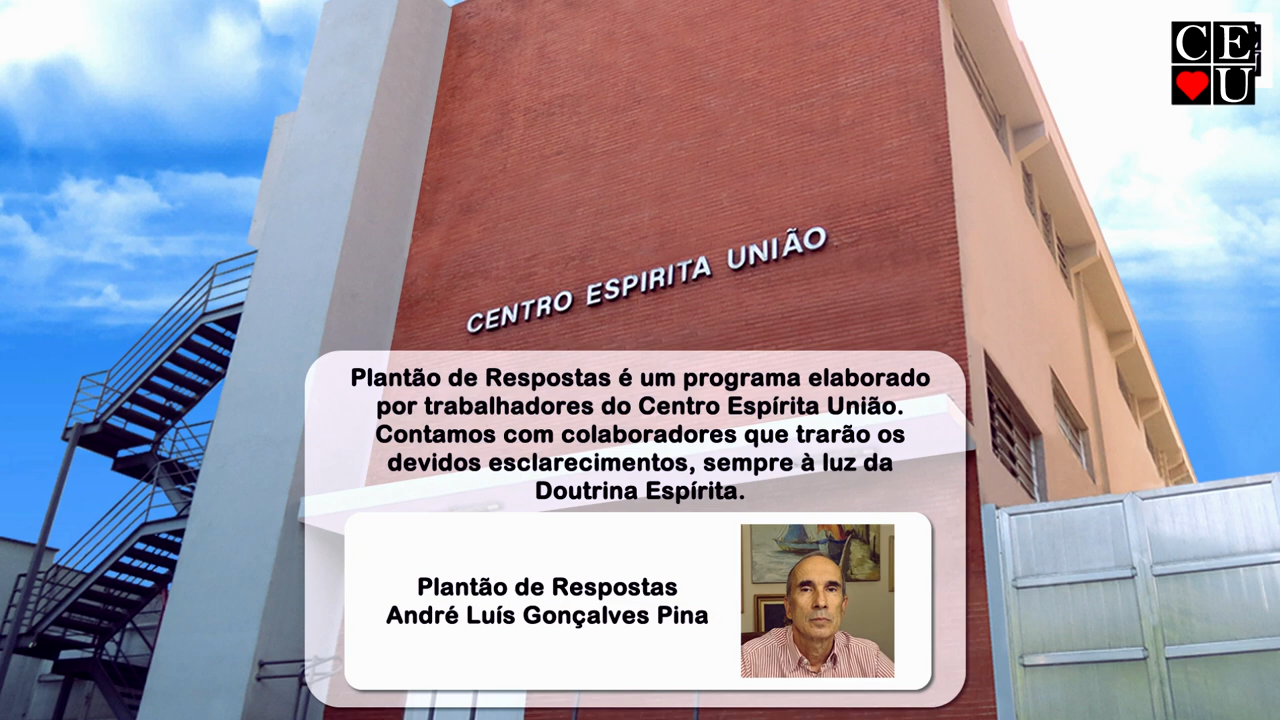 CE
U
CENTRO ESPIRITA UNIÃO
Plantão de Respostas é um programa elaborado
por trabalhadores do Centro Espírita União.
Contamos com colaboradores que trarão os
devidos esclarecimentos, sempre à luz da
Doutrina Espírita.
Plantão de Respostas
André Luís Gonçalves Pina